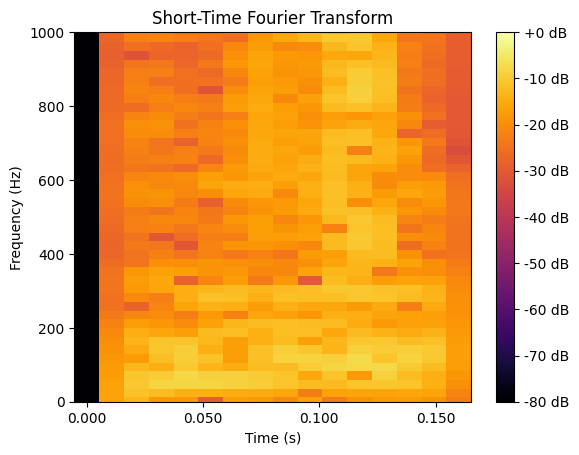 Short-Time Fourier Transform
1000
800
600
400
200
0
Frequency (Hz)
0.000
0.050
0.100
0.150
Time (s)
+0 dB
-10 dB
-20 dB
-30 dB
-40 dB
-50 dB
-60 dB
-70 dB
-80 dB